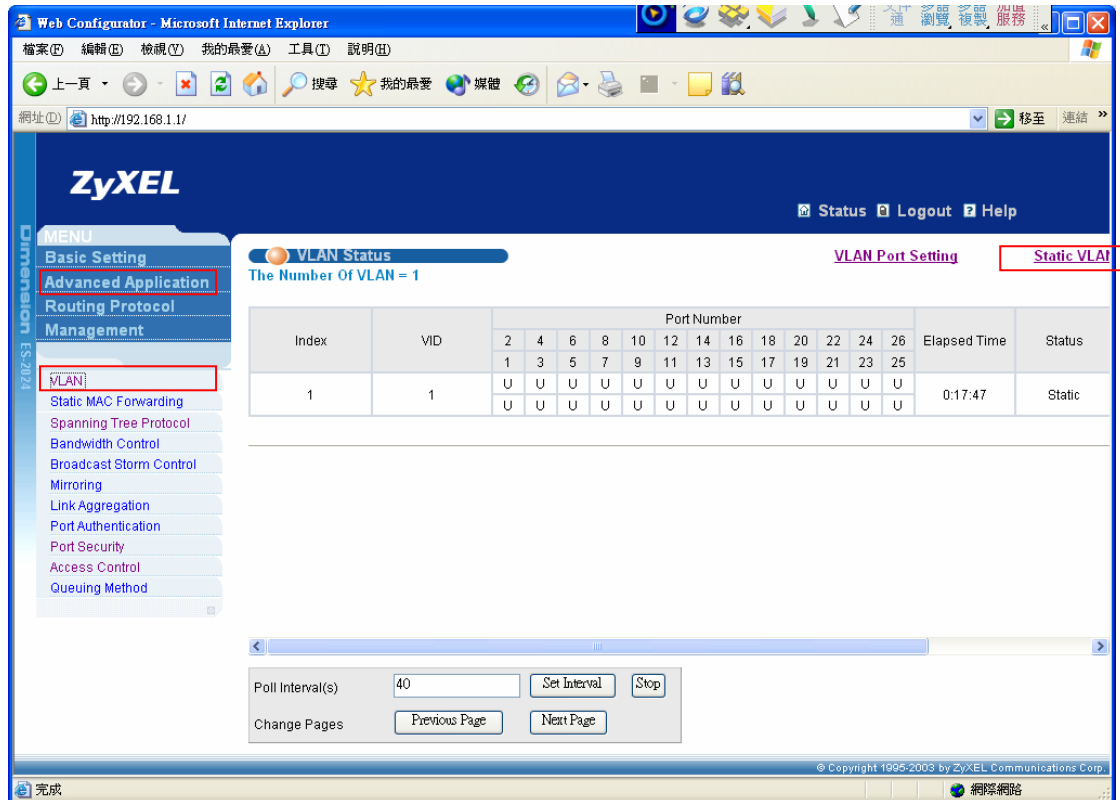 Web Configurator - Microsoft Internet Explorer
檔案(F) 編輯(E) 檢視(V) 我的最愛(A) 工具(T) 說明(H)
上一頁 搜尋 我的最愛 媒體
網址(D) http://192.168.1.1/ 移至 連結 »
ZyXEL
Status Logout Help
Dimension ES-2024
MENU
Basic Setting
Advanced Application
Routing Protocol
Management
VLAN
Static MAC Forwarding
Spanning Tree Protocol
Bandwidth Control
Broadcast Storm Control
Mirroring
Link Aggregation
Port Authentication
Port Security
Access Control
Queuing Method
VLAN Status VLAN Port Setting Static VLAN
The Number Of VLAN = 1
Port Number
Index VID 2 4 6 8 10 12 14 16 18 20 22 24 26 Elapsed Time Status
1 3 5 7 9 11 13 15 17 19 21 23 25
1 1 U U U U U U U U U U U U U 0:17:47 Static
U U U U U U U U U U U U U
Poll Interval(s) 40 Set Interval Stop
Change Pages Previous Page Next Page
© Copyright 1995-2003 by ZyXEL Communications Corp.
完成 網際網路